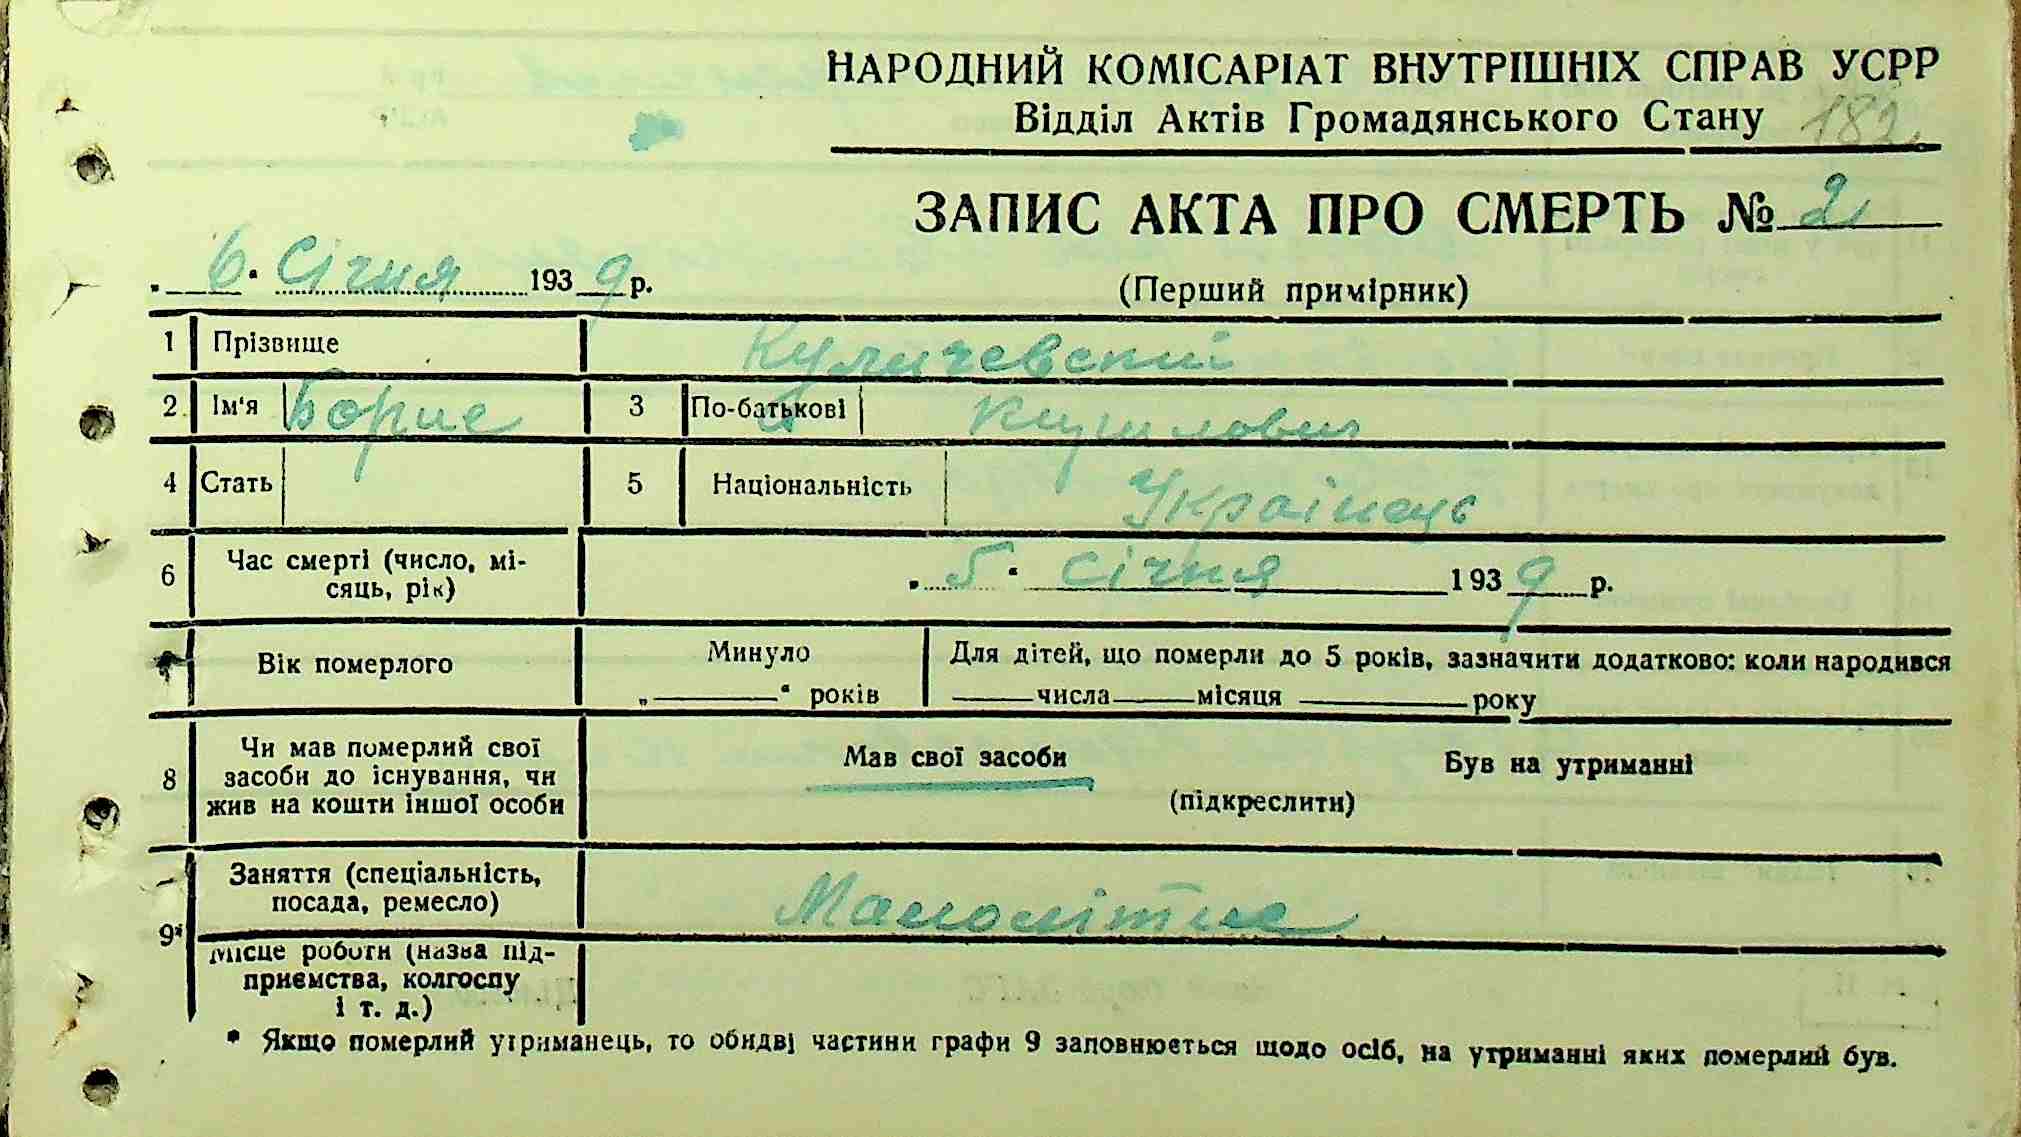 НАРОДНИЙ КОМІСАРІАТ ВНУТРІШНІХ СПРАВ УСРР
Відділ Актів Громадянського Стану 182
ЗАПИС АКТА ПРО СМЕРТЬ № 2
„ 6 “ Січня 1939 р.
(Перший примірник)
1 Прізвище
2 Ім'я Борис 3 По-батькові
4 Стать 5 Національність Українець
6 Час смерті (число, мі-
сяць, рік) „ 5 “ січня 1939 р.
Вік померлого
Минуло
„ “ років
Для дітей, що померли до 5 років, зазначити додатково: коли народився
числа місяця року
8 Чи мав померлий свої
засоби до існування, чи
жив на кошти іншої особи
Мав свої засоби Був на утриманні
(підкреслити)
9* Заняття (спеціальність,
посада, ремесло) Малолітне
Місце роботи (назва під-
приємства, колгоспу
і т. д.)
* Якщо померлий утриманець, то обидві частини графи 9 заповнюється щодо осіб, на утриманні яких померлий був.